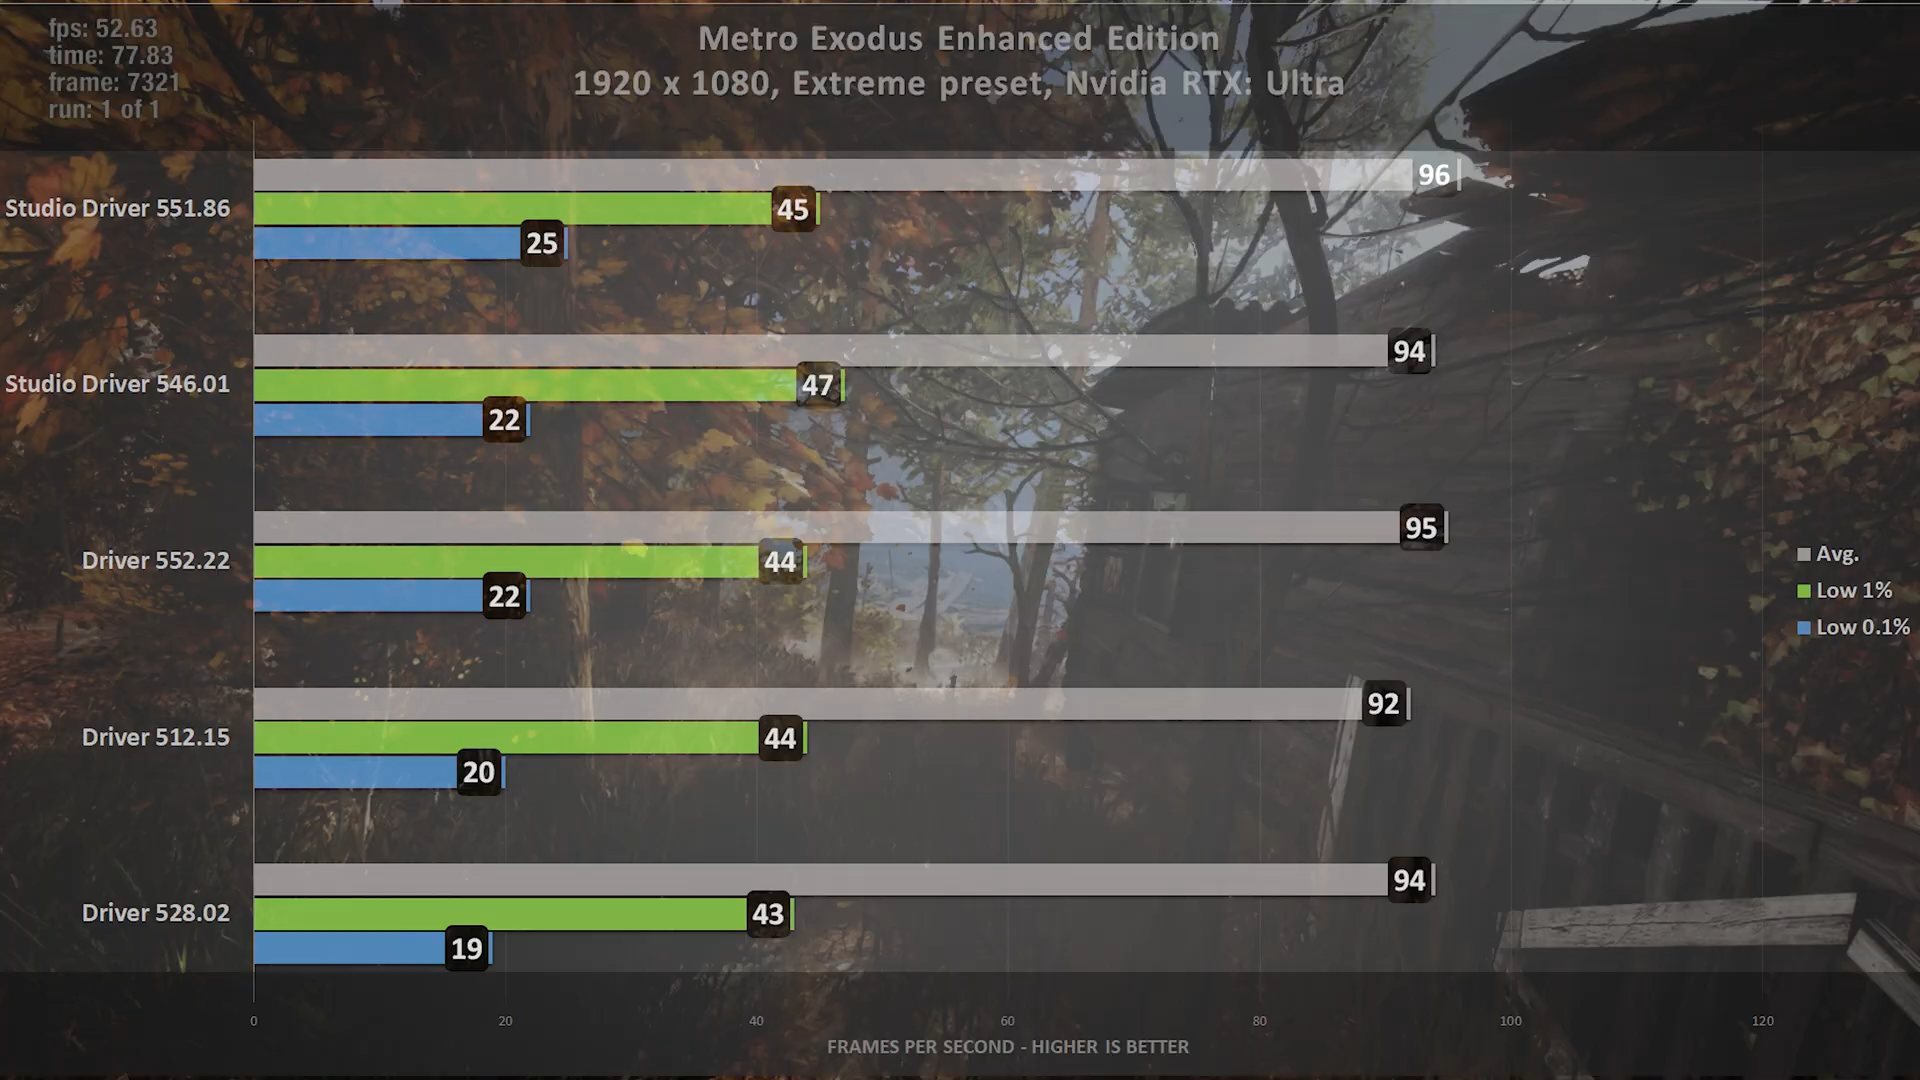 fps: 52.63
time: 77.83
frame: 7321
run: 1 of 1
Metro Exodus Enhanced Edition
1920 x 1080, Extreme preset, Nvidia RTX: Ultra
Studio Driver 551.86
96
45
25
Studio Driver 546.01
94
47
22
Driver 552.22
95
44
22
Driver 512.15
92
44
20
Driver 528.02
94
43
19
Avg.
Low 1%
Low 0.1%
0 20 40 60 80 100 120
FRAMES PER SECOND - HIGHER IS BETTER